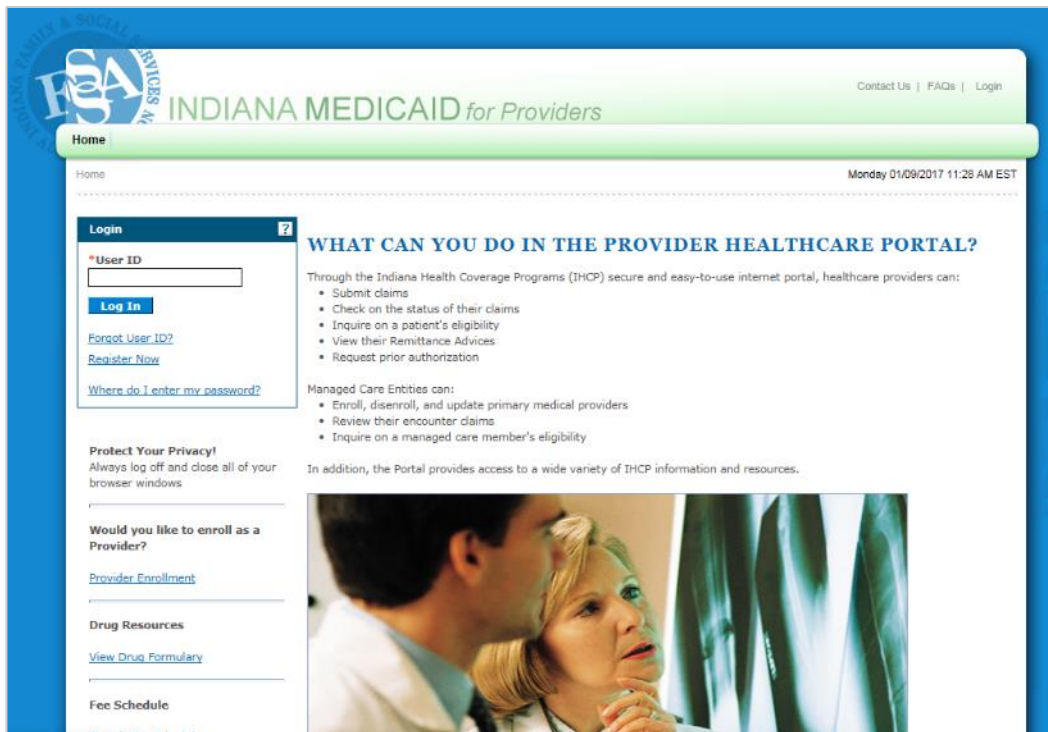 INDIANA FAMILY & SOCIAL SERVICES
FSSA
INDIANA MEDICAID for Providers
Contact Us | FAQs | Login
Home
Home
Monday 01/09/2017 11:28 AM EST
Login ?
*User ID
Log In
Forgot User ID?
Register Now
Where do I enter my password?
Protect Your Privacy!
Always log off and close all of your
browser windows
Would you like to enroll as a
Provider?
Provider Enrollment
Drug Resources
View Drug Formulary
Fee Schedule
WHAT CAN YOU DO IN THE PROVIDER HEALTHCARE PORTAL?
Through the Indiana Health Coverage Programs (IHCP) secure and easy-to-use internet portal, healthcare providers can:
• Submit claims
• Check on the status of their claims
• Inquire on a patient's eligibility
• View their Remittance Advices
• Request prior authorization
Managed Care Entities can:
• Enroll, disenroll, and update primary medical providers
• Review their encounter claims
• Inquire on a managed care member's eligibility
In addition, the Portal provides access to a wide variety of IHCP information and resources.